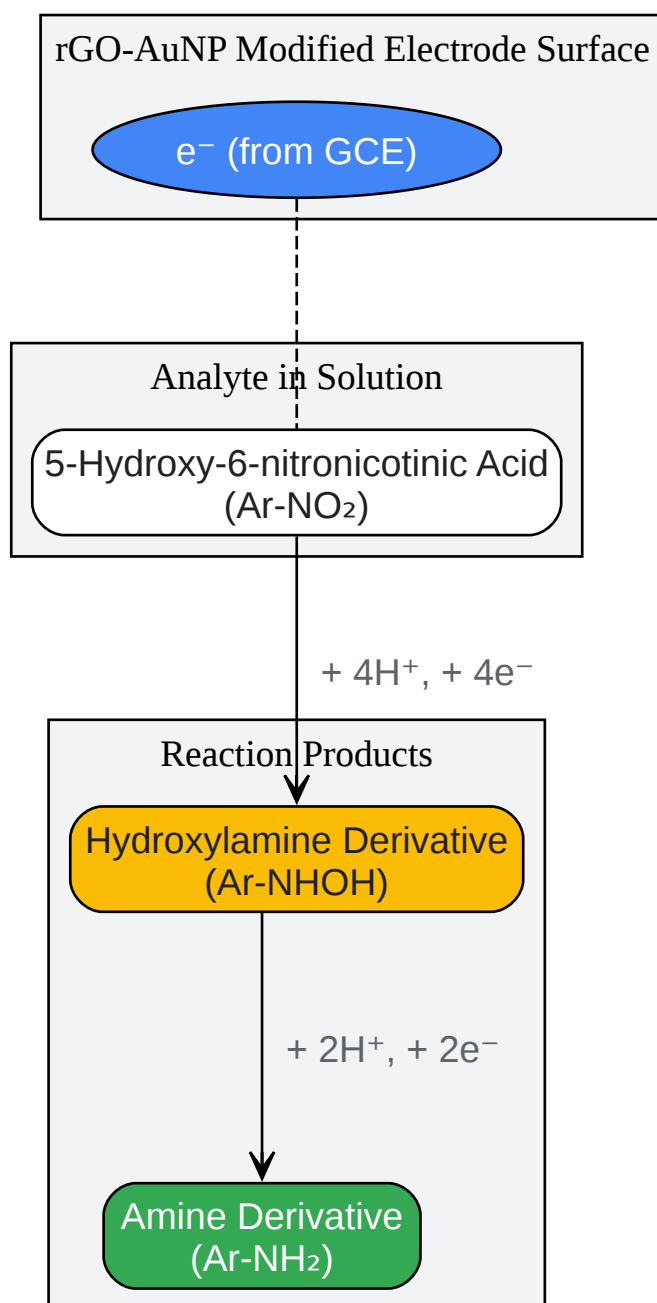 rGO-AuNP Modified Electrode Surface
e⁻ (from GCE)
Analyte in Solution
5-Hydroxy-6-nitronicotinic Acid
(Ar-NO₂)
+ 4H⁺, + 4e⁻
Reaction Products
Hydroxylamine Derivative
(Ar-NHOH)
+ 2H⁺, + 2e⁻
Amine Derivative
(Ar-NH₂)